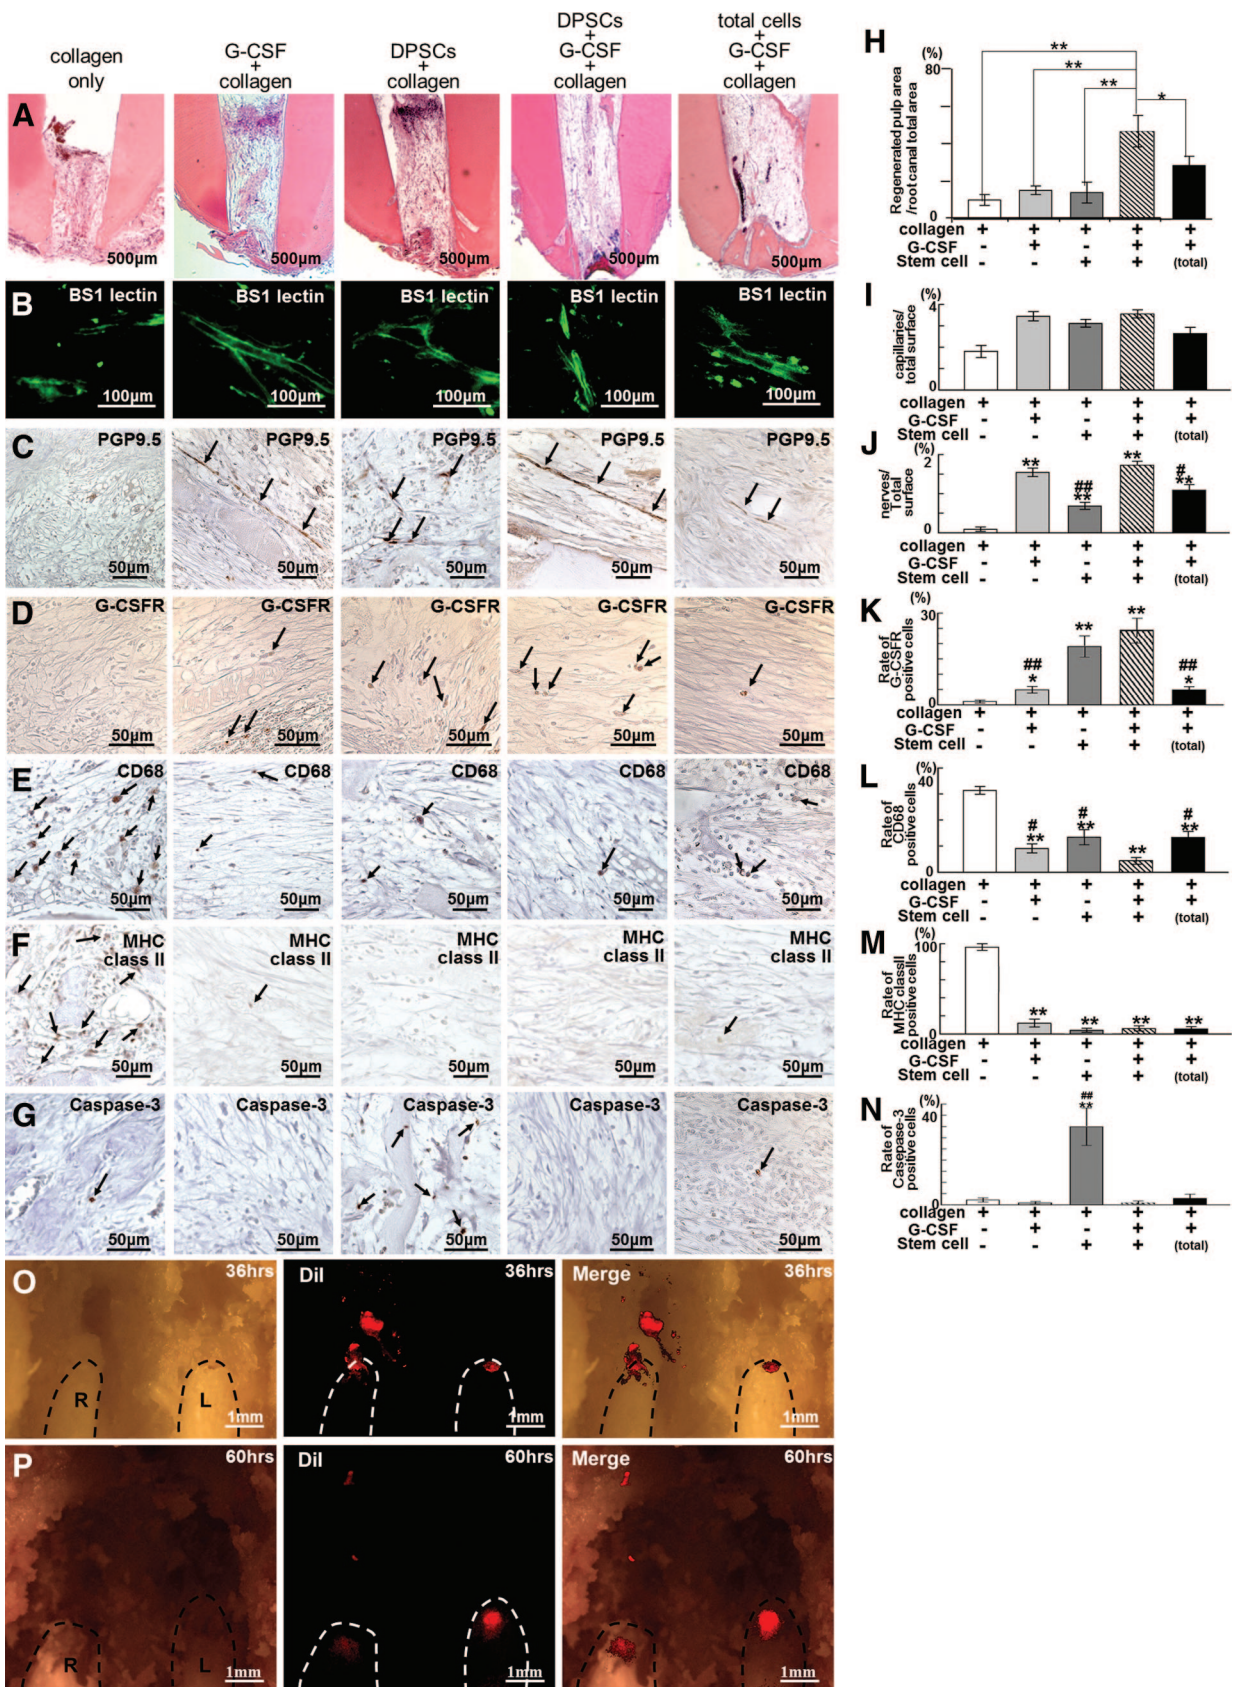 collagen
only
G-CSF
+
collagen
DPSCs
+
collagen
DPSCs
+
G-CSF
+
collagen
total cells
+
G-CSF
+
collagen
A
500µm 500µm 500µm 500µm 500µm
B
BS1 lectin BS1 lectin BS1 lectin BS1 lectin BS1 lectin
100µm 100µm 100µm 100µm 100µm
C
PGP9.5 PGP9.5 PGP9.5 PGP9.5 PGP9.5
50µm 50µm 50µm 50µm 50µm
D
G-CSFR G-CSFR G-CSFR G-CSFR G-CSFR
50µm 50µm 50µm 50µm 50µm
E
CD68 CD68 CD68 CD68 CD68
50µm 50µm 50µm 50µm 50µm
F
MHC class II
MHC class II
MHC class II
MHC class II
MHC class II
50µm 50µm 50µm 50µm 50µm
G
Caspase-3 Caspase-3 Caspase-3 Caspase-3 Caspase-3
50µm 50µm 50µm 50µm 50µm
O
36hrs
R L
1mm
DiI 36hrs
1mm
Merge 36hrs
1mm
P
60hrs
R L
1mm
DiI 60hrs
1mm
Merge 60hrs
1mm
H
(%)
80
0
Regenerated pulp area
/root canal total area
** ** ** *
collagen + + + + +
G-CSF - + - + +
Stem cell - - + + (total)
I
(%)
4
0
capillaries/
total surface
collagen + + + + +
G-CSF - + - + +
Stem cell - - + + (total)
J
(%)
2
0
nerves/
Total
surface
** ## ** ** # **
collagen + + + + +
G-CSF - + - + +
Stem cell - - + + (total)
K
(%)
30
0
Rate of
G-CSFR
positive cells
## * ** ** ## *
collagen + + + + +
G-CSF - + - + +
Stem cell - - + + (total)
L
(%)
40
0
Rate of
CD68
positive cells
# ** # ** ** # **
collagen + + + + +
G-CSF - + - + +
Stem cell - - + + (total)
M
(%)
100
0
Rate of
MHC classII
positive cells
** ** ** **
collagen + + + + +
G-CSF - + - + +
Stem cell - - + + (total)
N
(%)
40
0
Rate of
Casepase-3
positive cells
## **
collagen + + + + +
G-CSF - + - + +
Stem cell - - + + (total)